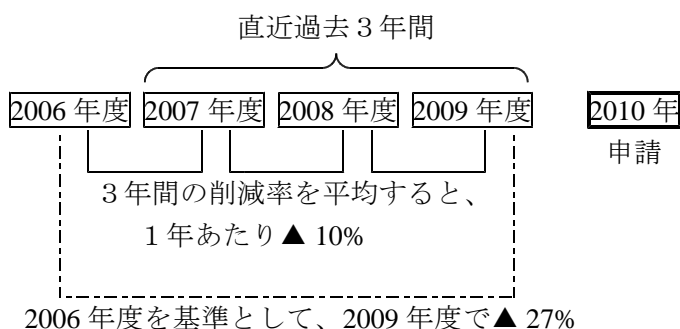 直近過去３年間
2006 年度 2007 年度 2008 年度 2009 年度 2010 年
申請
３年間の削減率を平均すると、
１年あたり▲ 10%
2006 年度を基準として、2009 年度で▲ 27%